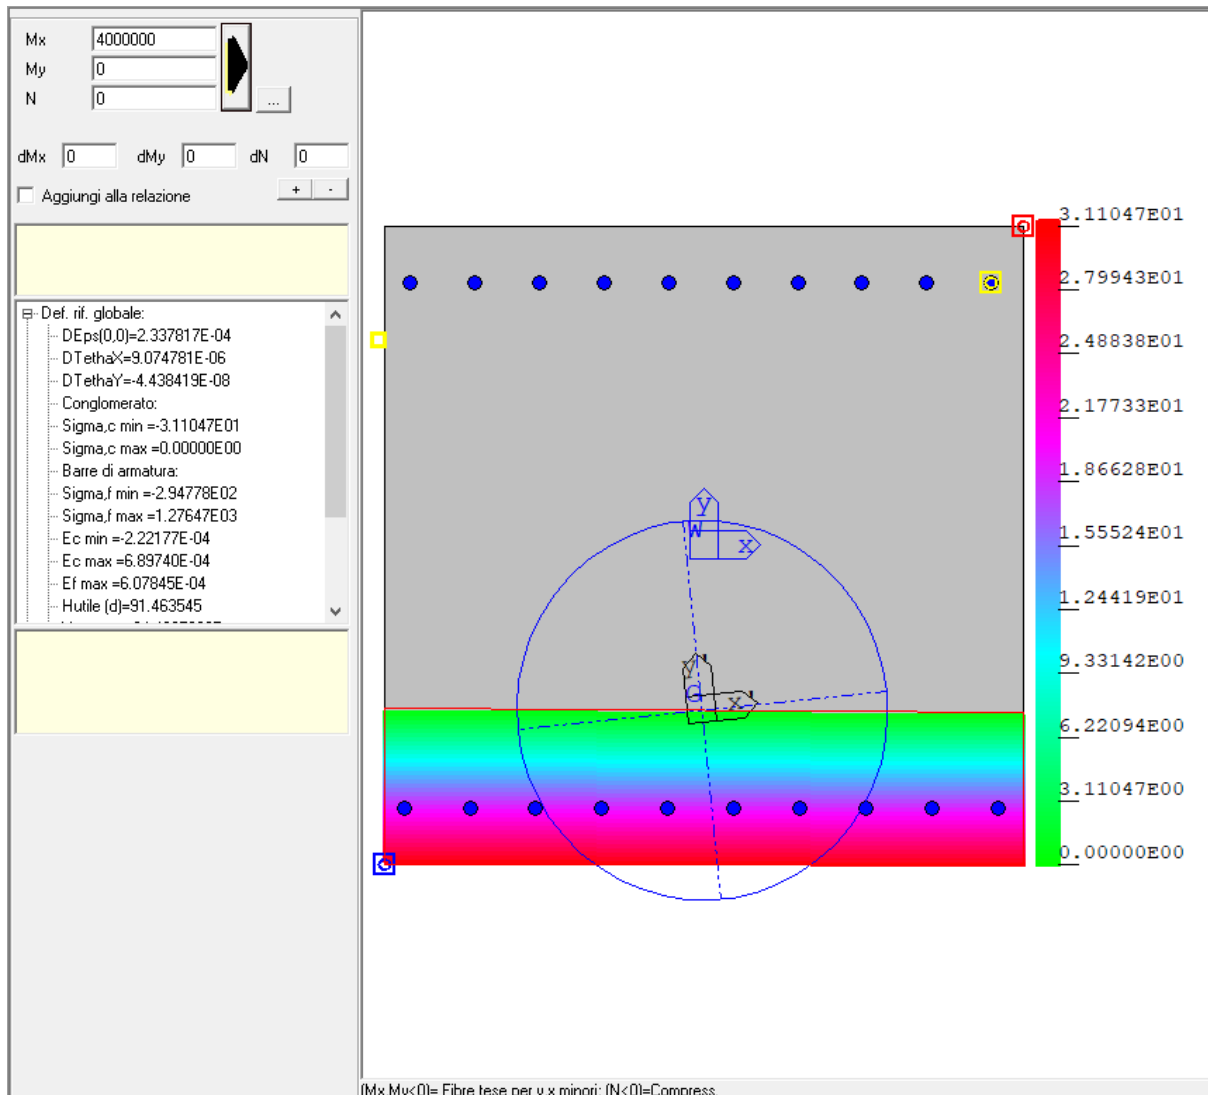 Mx 4000000
My 0
N 0
...
dMx 0 dMy 0 dN 0
Aggiungi alla relazione + -
Def. rif. globale:
DEps(0,0)=2.337817E-04
DTethaX=9.074781E-06
DTethaY=-4.438419E-08
Conglomerato:
Sigma,c min =-3.11047E01
Sigma,c max =0.00000E00
Barre di armatura:
Sigma,f min =-2.94778E02
Sigma,f max =1.27647E03
Ec min =-2.22177E-04
Ec max =6.89740E-04
Ef max =6.07845E-04
Hutile (d)=91.463545
3.11047E01
2.79943E01
2.48838E01
2.17733E01
1.86628E01
1.55524E01
1.24419E01
9.33142E00
6.22094E00
3.11047E00
0.00000E00
y
W
x
y'
G
x'
(Mx,My<0)= Fibre tese per y,x minori; (N<0)=Compress.